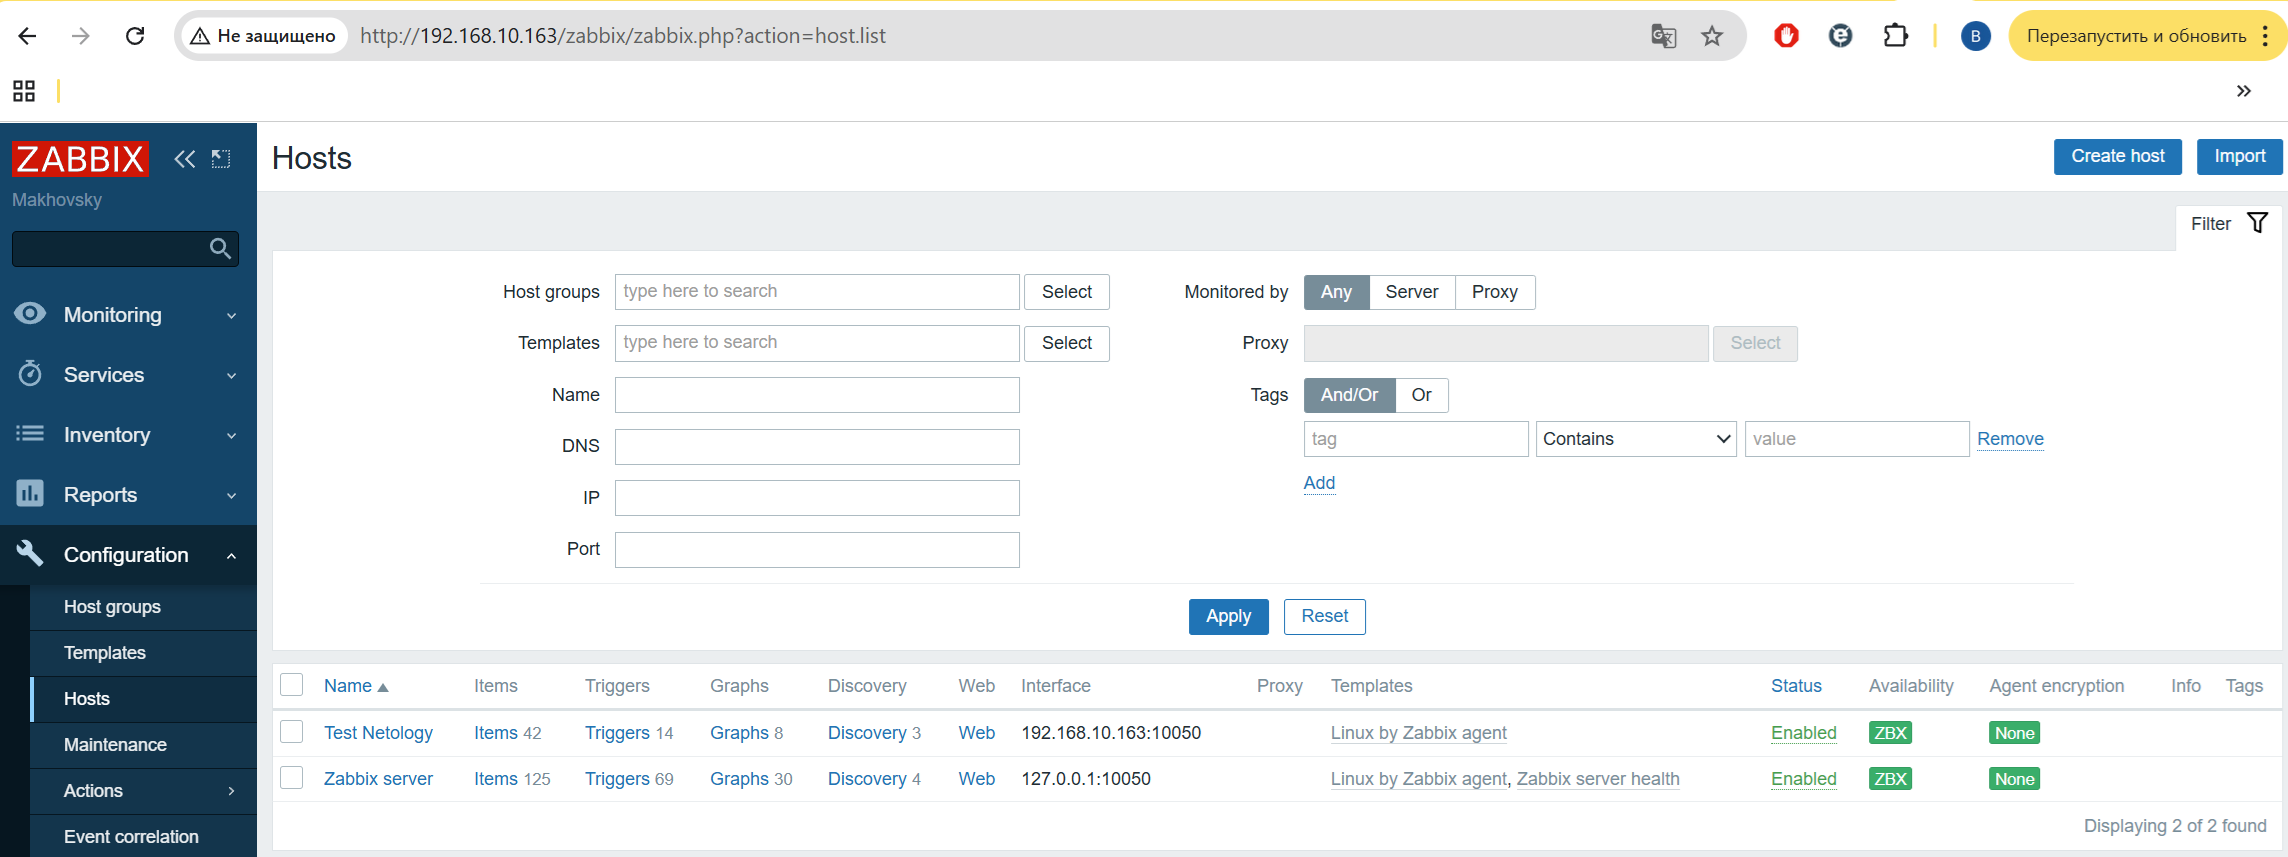 Не защищено http://192.168.10.163/zabbix/zabbix.php?action=host.list B Перезапустить и обновить
ZABBIX
Makhovsky
Monitoring
Services
Inventory
Reports
Configuration
Host groups
Templates
Hosts
Maintenance
Actions
Event correlation
Hosts Create host Import
Filter
Host groups type here to search Select Monitored by Any Server Proxy
Templates type here to search Select Proxy Select
Name Tags And/Or Or
DNS tag Contains value Remove
IP Add
Port
Apply Reset
Name Items Triggers Graphs Discovery Web Interface Proxy Templates Status Availability Agent encryption Info Tags
Test Netology Items 42 Triggers 14 Graphs 8 Discovery 3 Web 192.168.10.163:10050 Linux by Zabbix agent Enabled ZBX None
Zabbix server Items 125 Triggers 69 Graphs 30 Discovery 4 Web 127.0.0.1:10050 Linux by Zabbix agent, Zabbix server health Enabled ZBX None
Displaying 2 of 2 found